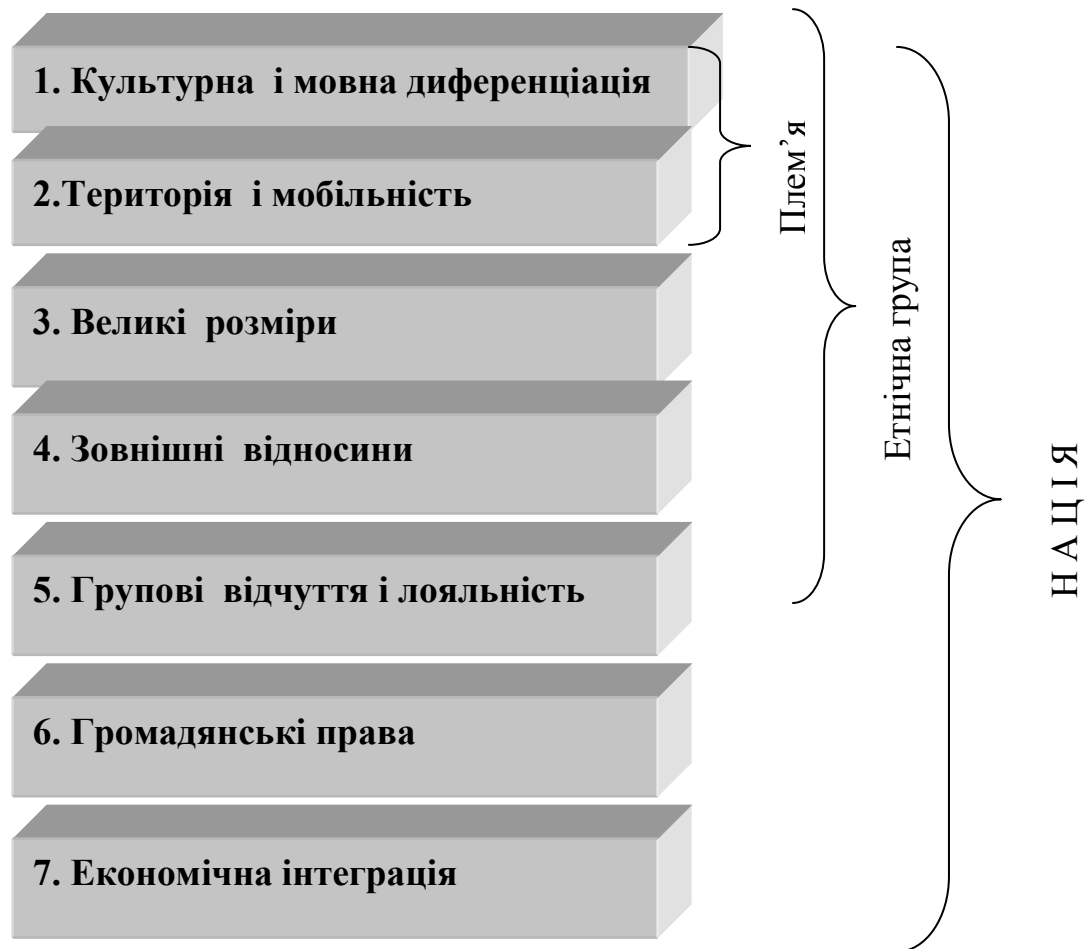 1. Культурна і мовна диференціація
2.Територія і мобільність
3. Великі розміри
4. Зовнішні відносини
5. Групові відчуття і лояльність
6. Громадянські права
7. Економічна інтеграція
Плем’я
Етнічна група
Н А Ц І Я